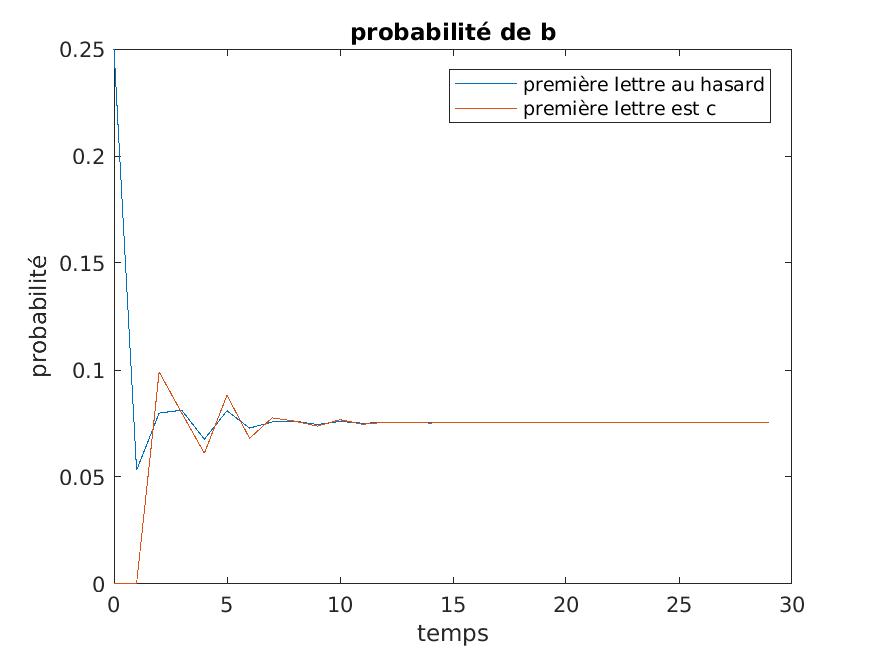 probabilité de b
0.25
0.2
0.15
0.1
0.05
0
probabilité
première lettre au hasard
première lettre est c
0 5 10 15 20 25 30
temps